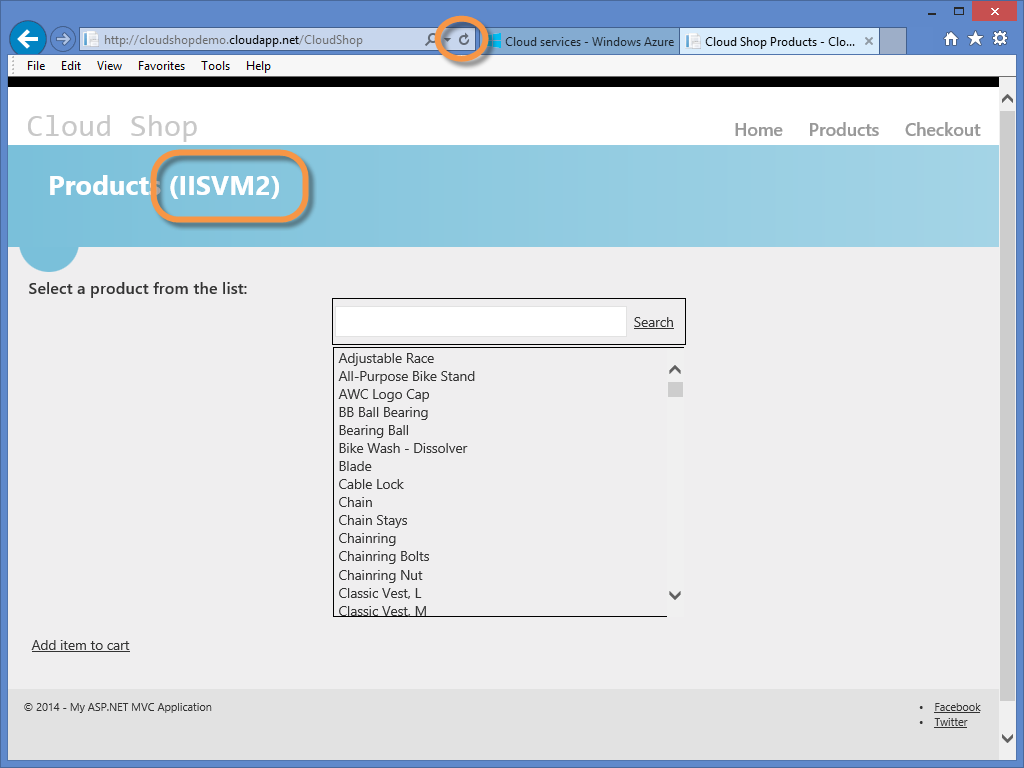 http://cloudshopdemo.cloudapp.net/CloudShop
Cloud services - Windows Azure
Cloud Shop Products - Clo...
File Edit View Favorites Tools Help
Cloud Shop
Home Products Checkout
Products (IISVM2)
Select a product from the list:
Search
Adjustable Race
All-Purpose Bike Stand
AWC Logo Cap
BB Ball Bearing
Bearing Ball
Bike Wash - Dissolver
Blade
Cable Lock
Chain
Chain Stays
Chainring
Chainring Bolts
Chainring Nut
Classic Vest, L
Classic Vest, M
Add item to cart
© 2014 - My ASP.NET MVC Application
• Facebook
• Twitter